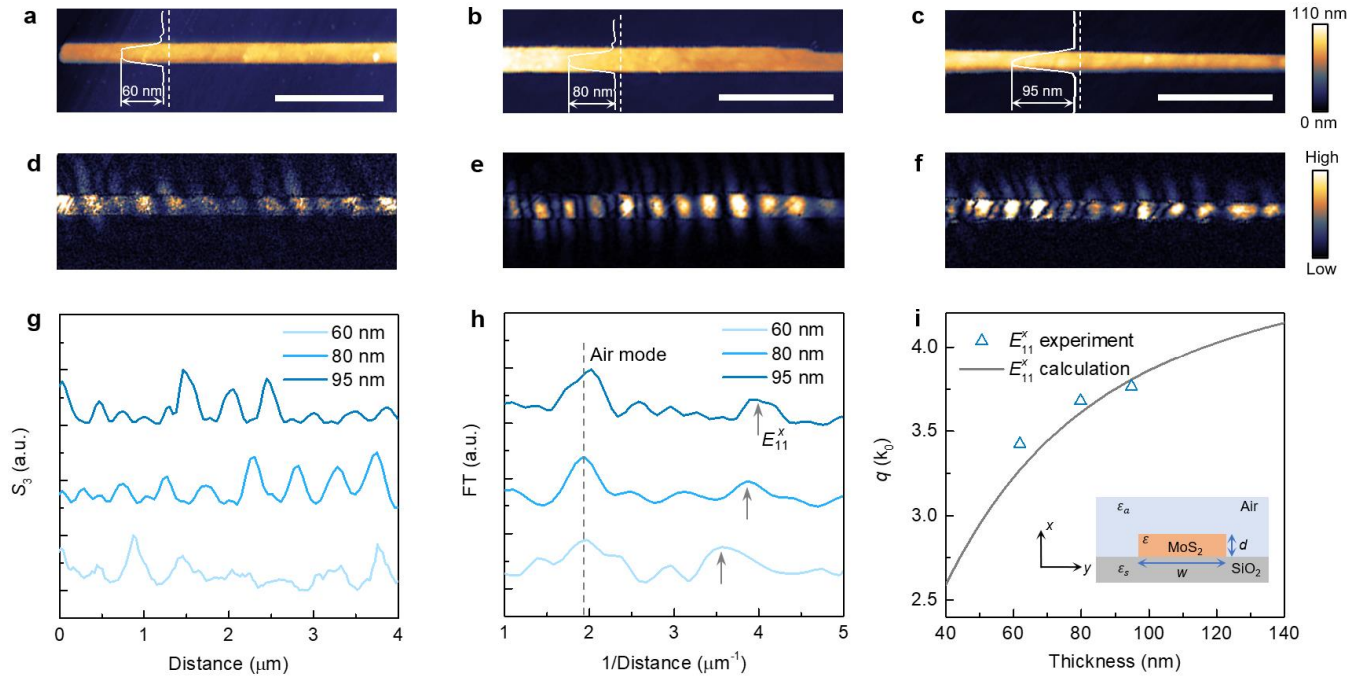 a
60 nm
b
80 nm
c
95 nm
110 nm
0 nm
d
e
f
High
Low
g
60 nm
80 nm
95 nm
S₃ (a.u.)
0 1 2 3 4
Distance (μm)
h
60 nm
80 nm
95 nm
Air mode
E₁₁ˣ
FT (a.u.)
1 2 3 4 5
1/Distance (μm⁻¹)
i
E₁₁ˣ experiment
E₁₁ˣ calculation
q (k₀)
4.0
3.5
3.0
2.5
40 60 80 100 120 140
Thickness (nm)
x
y
εₐ Air
ε
MoS₂ d
εₛ w SiO₂